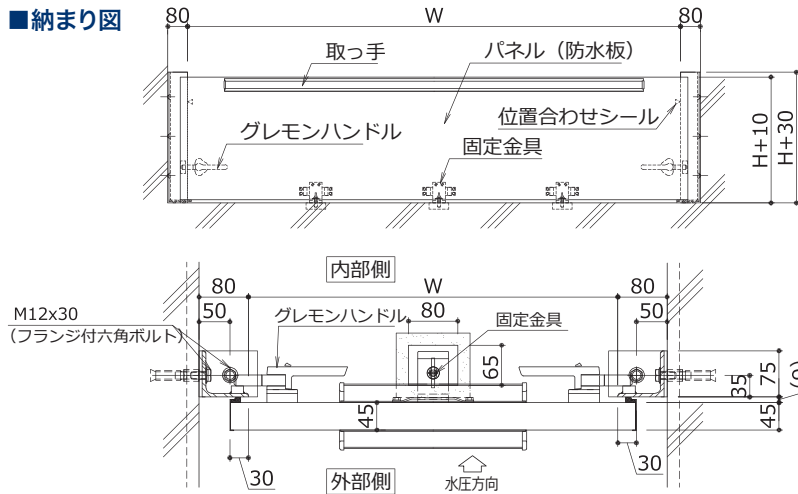 ■納まり図
80 W 80
取っ手
パネル（防水板）
位置合わせシール
グレモンハンドル
固定金具
H+10
H+30
内部側
80 W 80
50 グレモンハンドル 80 固定金具 50
M12x30
（フランジ付六角ボルト）
65
35
75
45
45
30
30
外部側
水圧方向